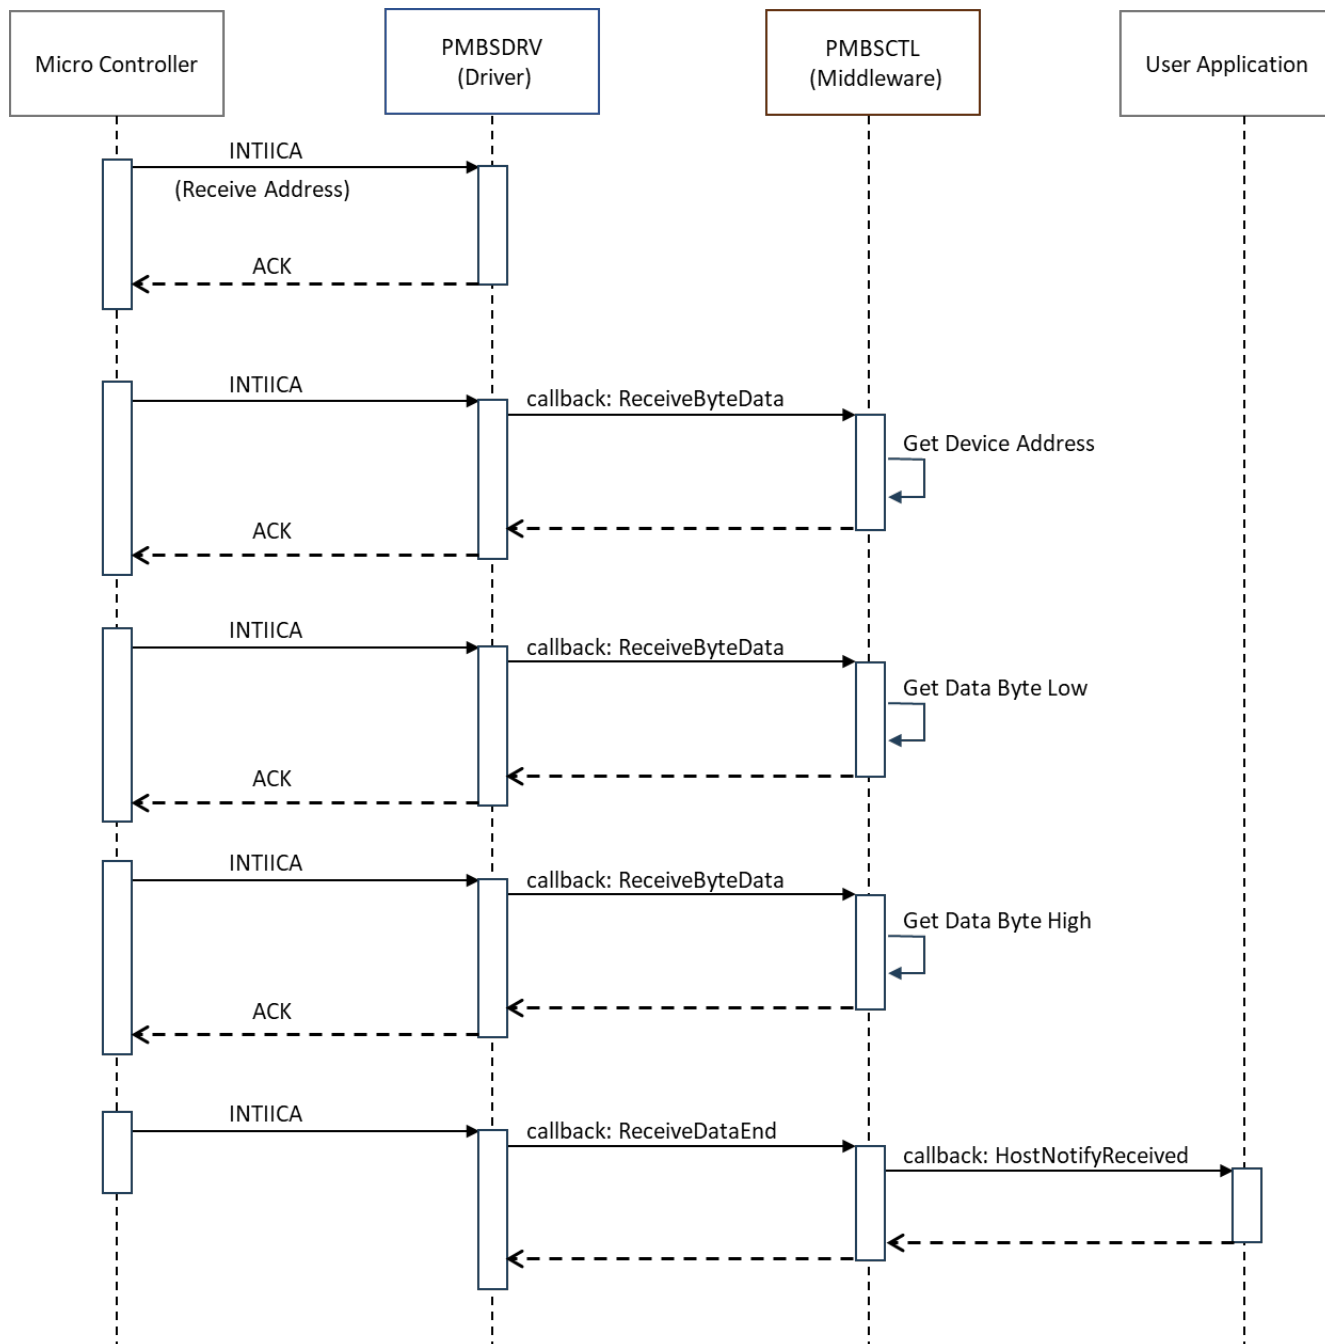 Micro Controller
PMBSDRV
(Driver)
PMBSCTL
(Middleware)
User Application
INTIICA
(Receive Address)
ACK
INTIICA
callback: ReceiveByteData
Get Device Address
ACK
INTIICA
callback: ReceiveByteData
Get Data Byte Low
ACK
INTIICA
callback: ReceiveByteData
Get Data Byte High
ACK
INTIICA
callback: ReceiveDataEnd
callback: HostNotifyReceived